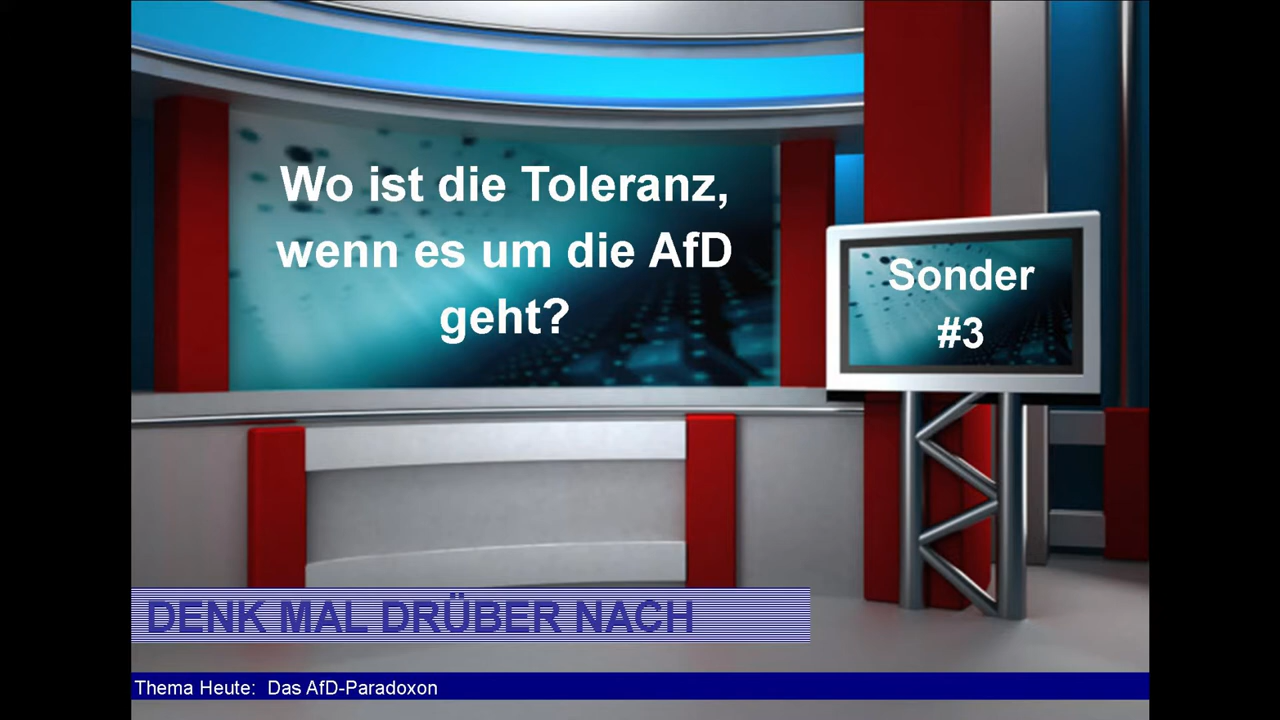 Wo ist die Toleranz,
wenn es um die AfD
geht?
Sonder
#3
DENK MAL DRÜBER NACH
Thema Heute: Das AfD-Paradoxon